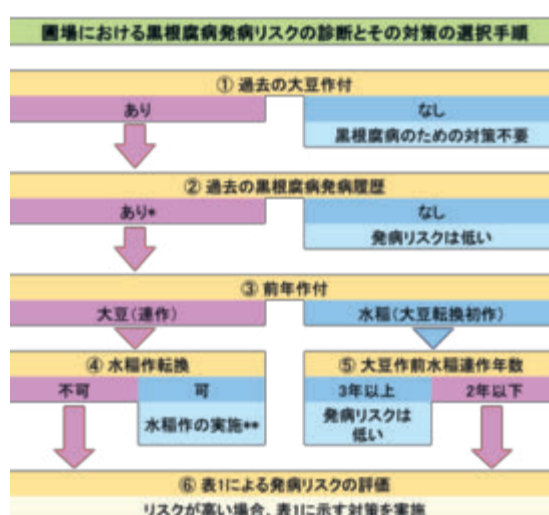 圃場における黒根腐病発病リスクの診断とその対策の選択手順
① 過去の大豆作付
あり
なし
黒根腐病のための対策不要
② 過去の黒根腐病発病履歴
あり*
なし
発病リスクは低い
③ 前年作付
大豆(連作)
水稲(大豆転換初作)
④ 水稲作転換
不可
可
水稲作の実施**
⑤ 大豆作前水稲連作年数
3年以上
2年以下
発病リスクは
低い
⑥ 表1による発病リスクの評価
リスクが高い場合、表1に示す対策を実施